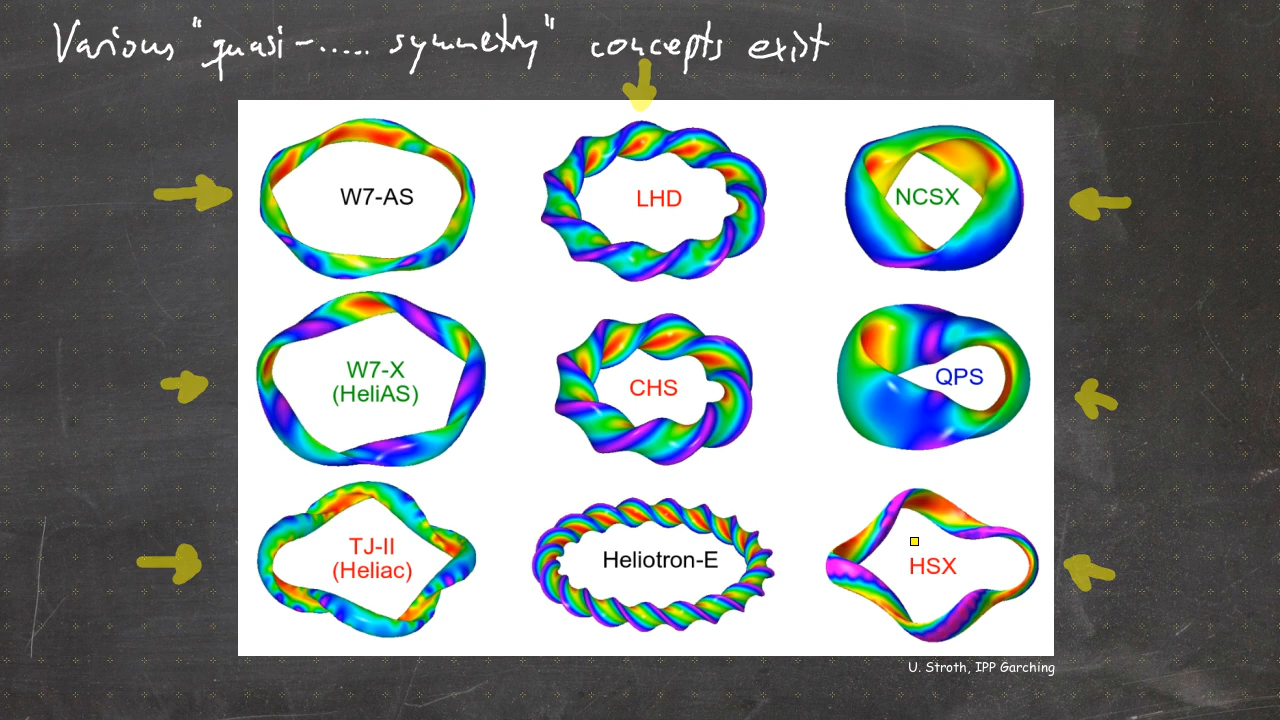 Various "quasi-..... symmetry" concepts exist
W7-AS
LHD
NCSX
W7-X
(HeliAS)
CHS
QPS
TJ-II
(Heliac)
Heliotron-E
HSX
U. Stroth, IPP Garching